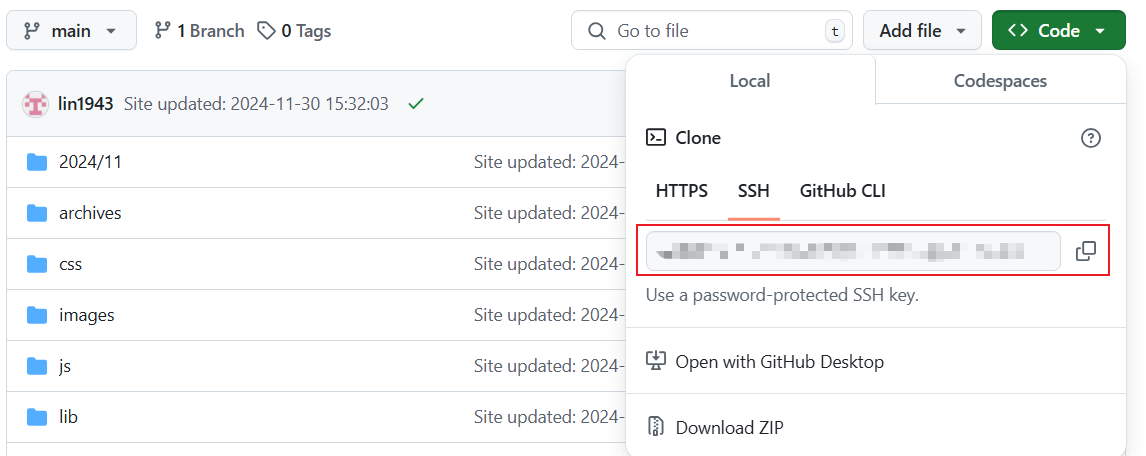 main 1 Branch 0 Tags Go to file t Add file Code
Local Codespaces
lin1943 Site updated: 2024-11-30 15:32:03
Clone
2024/11 Site updated: 2024-
HTTPS SSH GitHub CLI
archives Site updated: 2024-
css Site updated: 2024-
Use a password-protected SSH key.
images Site updated: 2024-
js Site updated: 2024-
Open with GitHub Desktop
lib Site updated: 2024-
Download ZIP